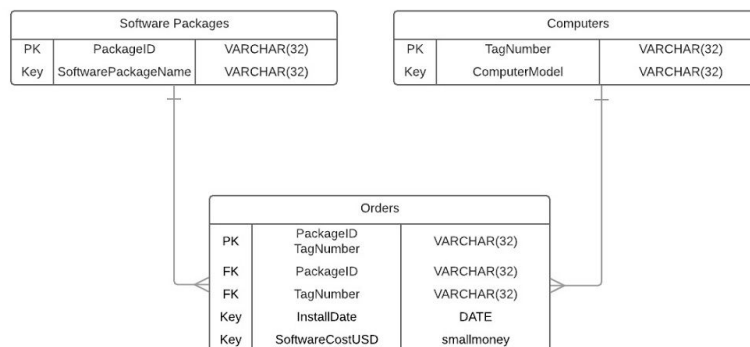 Software Packages
PK PackageID VARCHAR(32)
Key SoftwarePackageName VARCHAR(32)
Computers
PK TagNumber VARCHAR(32)
Key ComputerModel VARCHAR(32)
Orders
PK PackageID TagNumber VARCHAR(32)
FK PackageID VARCHAR(32)
FK TagNumber VARCHAR(32)
Key InstallDate DATE
Key SoftwareCostUSD smallmoney